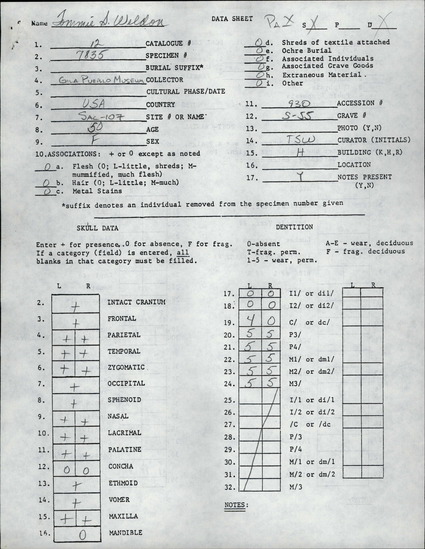 Name Tommie S. Weldon DATA SHEET PAX SX P DX
1. 12 CATALOGUE #
2. 7835 SPECIMEN #
3. BURIAL SUFFIX*
4. Gila Pueblo Museum COLLECTOR
5. CULTURAL PHASE/DATE
6. USA COUNTRY
7. SAC-107 SITE # OR NAME
8. 50 AGE
9. F SEX
10. ASSOCIATIONS: + or 0 except as noted
0 a. Flesh (0; L-little, shreds; M-
mummified, much flesh)
0 b. Hair (0; L-little; M-much)
0 c. Metal Stains
0 d. Shreds of textile attached
0 e. Ochre Burial
0 f. Associated Individuals
0 g. Associated Grave Goods
0 h. Extraneous Material
0 i. Other
11. 930 ACCESSION #
12. S-55 GRAVE #
13. PHOTO (Y,N)
14. TSW CURATOR (INITIALS)
15. H BUILDING (K,H,R)
16. LOCATION
17. Y NOTES PRESENT
(Y,N)
*suffix denotes an individual removed from the specimen number given
SKULL DATA
Enter + for presence, 0 for absence, F for frag.
If a category (field) is entered, all
blanks in that category must be filled.
L R
2. + INTACT CRANIUM
3. + FRONTAL
4. + + PARIETAL
5. + + TEMPORAL
6. + + ZYGOMATIC
7. + OCCIPITAL
8. + SPHENOID
9. + + NASAL
10. + + LACRIMAL
11. + + PALATINE
12. 0 0 CONCHA
13. + ETHMOID
14. + VOMER
15. + + MAXILLA
16. 0 MANDIBLE
DENTITION
0-absent A-E - wear, deciduous
T-frag. perm. F - frag. deciduous
1-5 - wear, perm.
L R L R
17. 0 0 I1/ or di1/
18. 0 0 I2/ or di2/
19. 4 0 C/ or dc/
20. 5 5 P3/
21. 5 5 P4/
22. 5 5 M1/ or dm1/
23. 5 5 M2/ or dm2/
24. 5 5 M3/
25. I/1 or di/1
26. I/2 or di/2
27. /C or /dc
28. P/3
29. P/4
30. M/1 or dm/1
31. M/2 or dm/2
32. M/3
NOTES: